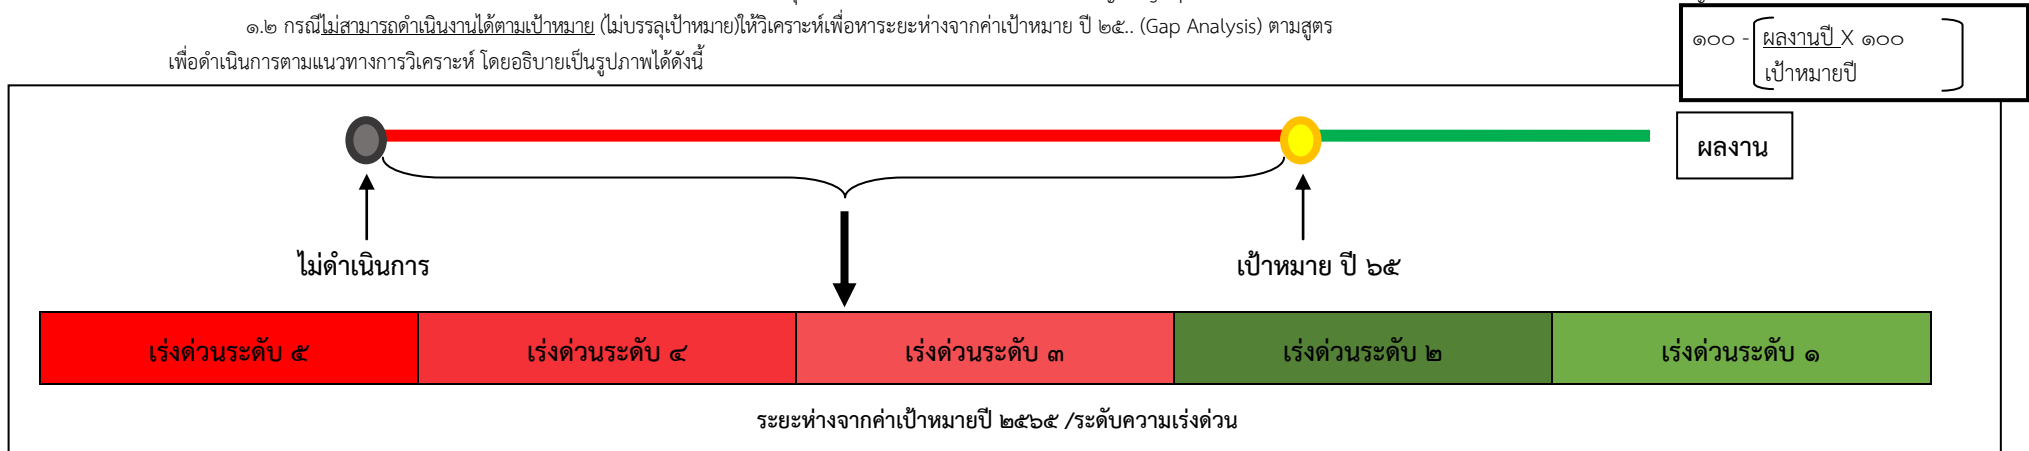 ๑.๒ กรณีไม่สามารถดำเนินงานได้ตามเป้าหมาย (ไม่บรรลุเป้าหมาย)ให้วิเคราะห์เพื่อหาระยะห่างจากค่าเป้าหมาย ปี ๒๕.. (Gap Analysis) ตามสูตร
๑๐๐ - ผลงานปี X ๑๐๐
เป้าหมายปี
เพื่อดำเนินการตามแนวทางการวิเคราะห์ โดยอธิบายเป็นรูปภาพได้ดังนี้
ผลงาน
ไม่ดำเนินการ
เป้าหมาย ปี ๖๕
เร่งด่วนระดับ ๕
เร่งด่วนระดับ ๔
เร่งด่วนระดับ ๓
เร่งด่วนระดับ ๒
เร่งด่วนระดับ ๑
ระยะห่างจากค่าเป้าหมายปี ๒๕๖๕ /ระดับความเร่งด่วน